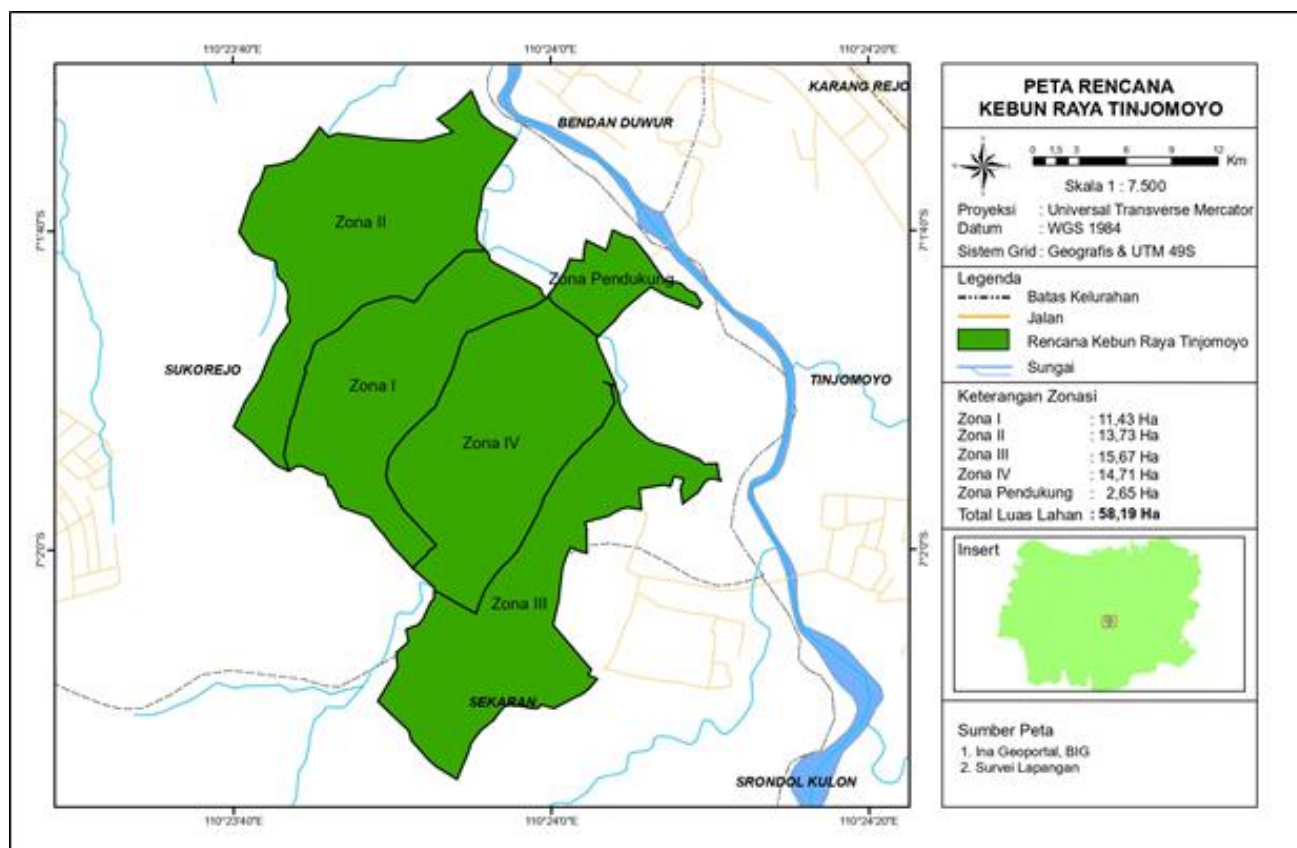 110°23'40"E
110°24'0"E
110°24'20"E
KARANG REJO
BENDAN DUWUR
Zona II
7°1'40"S
7°1'40"S
Zona Pendukung
SUKOREJO
Zona I
TINJOMOYO
Zona IV
7°2'0"S
7°2'0"S
Zona III
SEKARAN
SRONDOL KULON
110°23'40"E
110°24'0"E
110°24'20"E
PETA RENCANA
KEBUN RAYA TINJOMOYO
0 1,5 3 6 9 12
Km
Skala 1 : 7.500
Proyeksi : Universal Transverse Mercator
Datum : WGS 1984
Sistem Grid : Geografis & UTM 49S
Legenda
Batas Kelurahan
Jalan
Rencana Kebun Raya Tinjomoyo
Sungai
Keterangan Zonasi
Zona I : 11,43 Ha
Zona II : 13,73 Ha
Zona III : 15,67 Ha
Zona IV : 14,71 Ha
Zona Pendukung : 2,65 Ha
Total Luas Lahan : 58,19 Ha
Insert
Sumber Peta
1. Ina Geoportal, BIG
2. Survei Lapangan